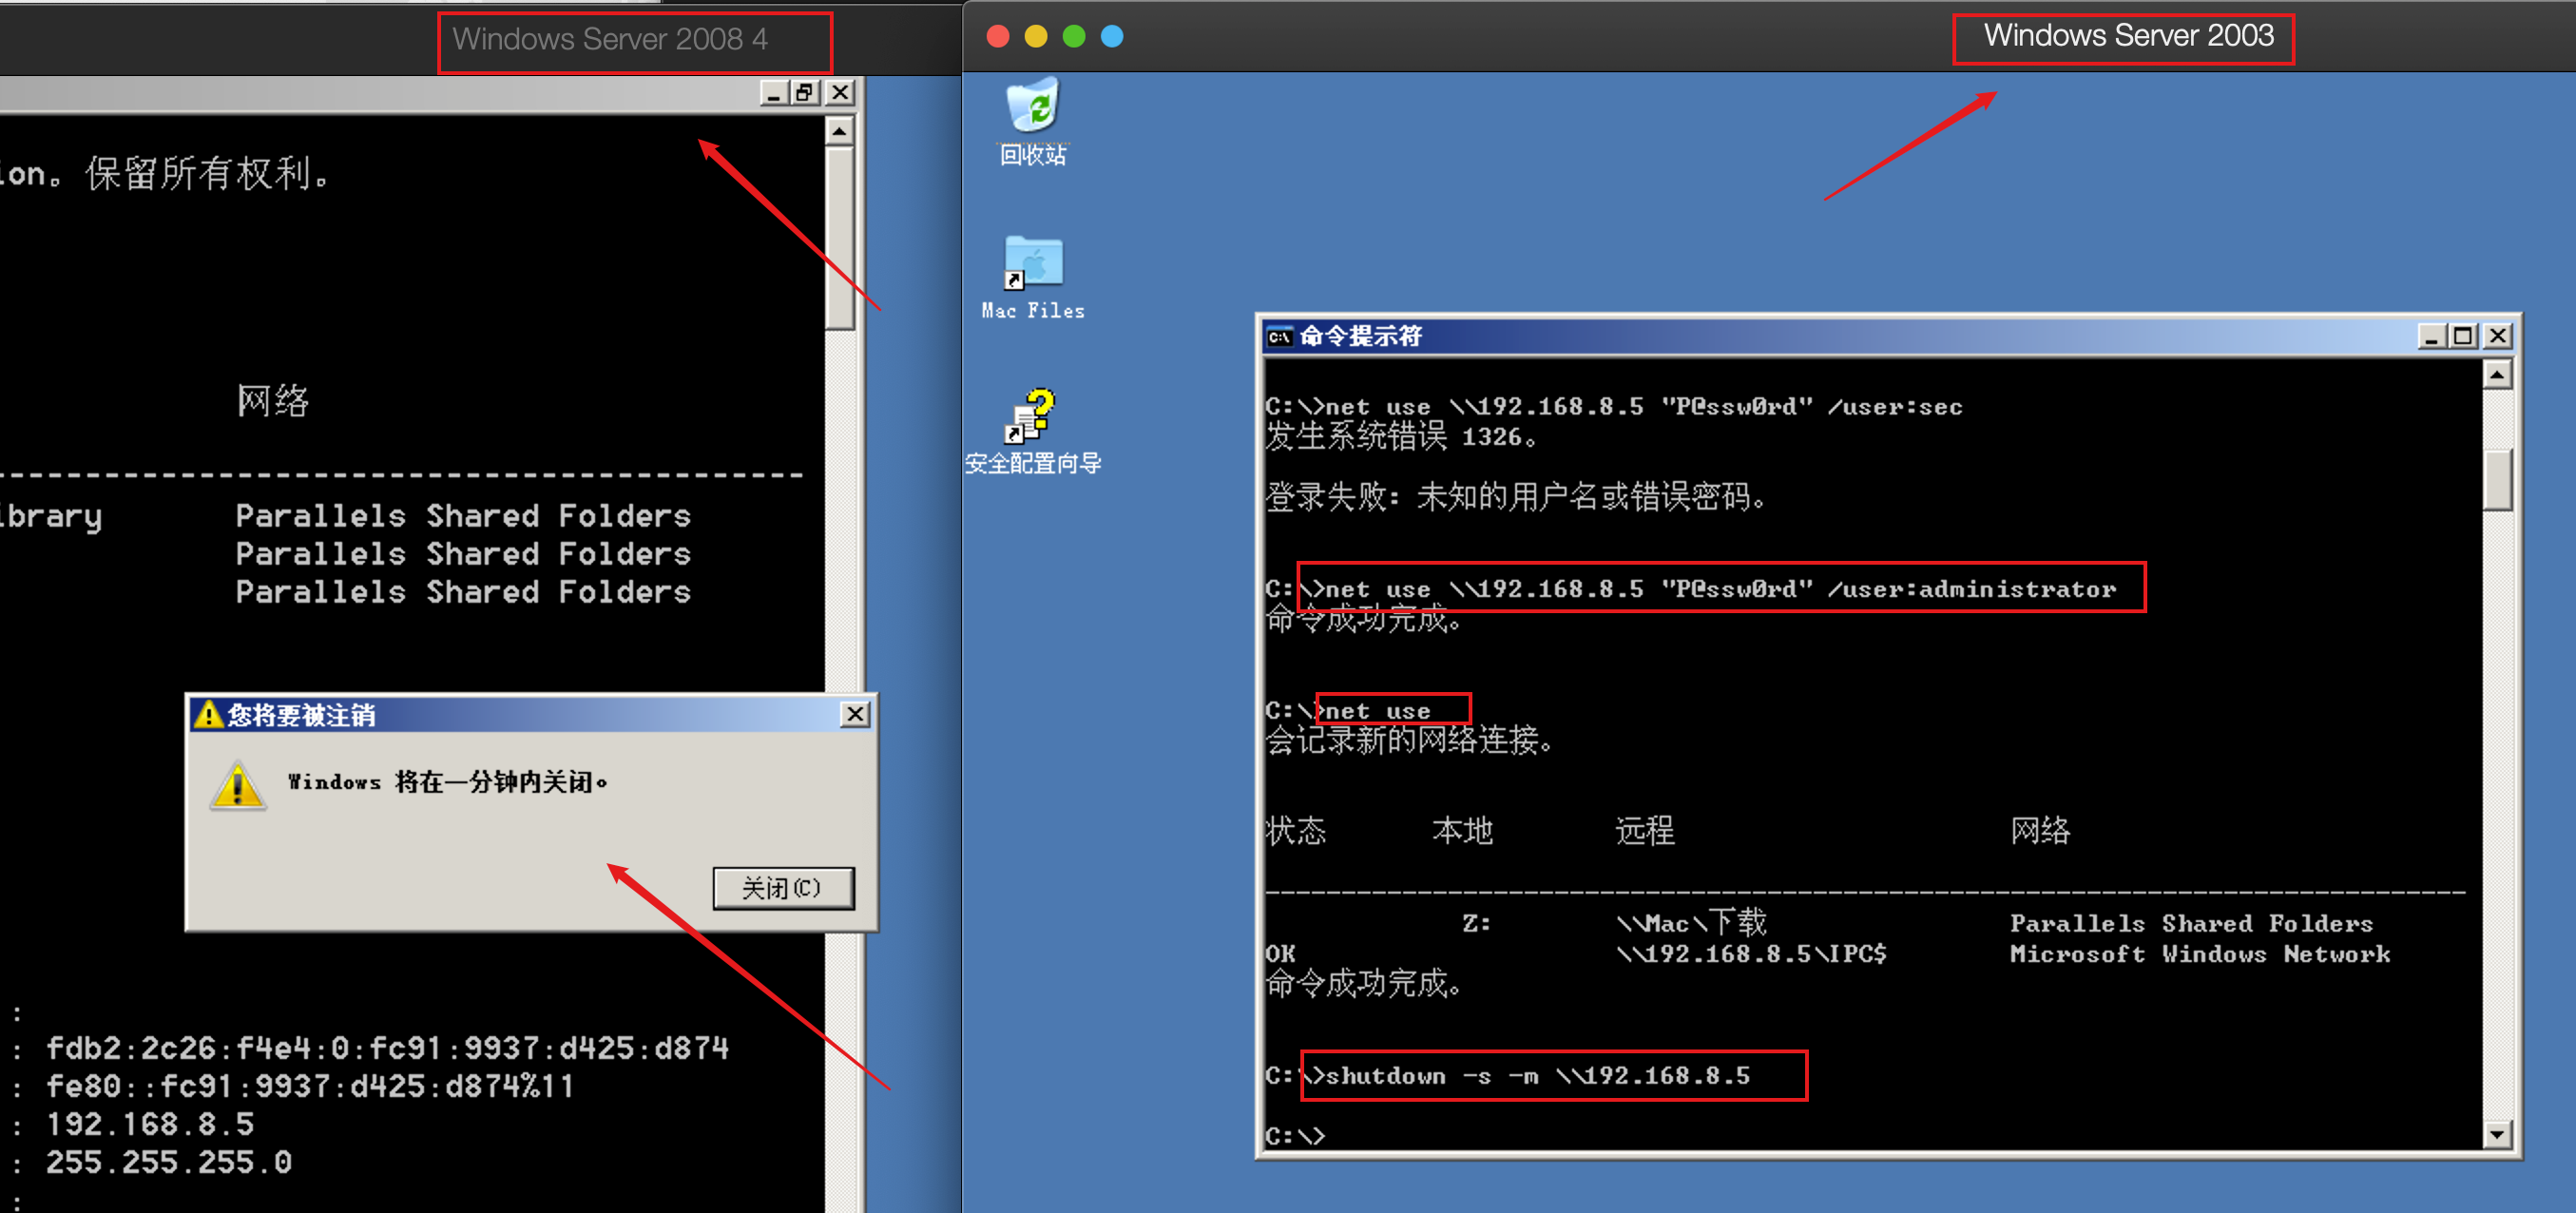 Windows Server 2008 4
ion。保留所有权利。
网络
--------------------------------------------
ibrary Parallels Shared Folders
Parallels Shared Folders
Parallels Shared Folders
您将要被注销
Windows 将在一分钟内关闭。
关闭(C)
:
: fdb2:2c26:f4e4:0:fc91:9937:d425:d874
: fe80::fc91:9937:d425:d874%11
: 192.168.8.5
: 255.255.255.0
:
Windows Server 2003
回收站
Mac Files
安全配置向导
命令提示符
C:\>net use \\192.168.8.5 "P@ssw0rd" /user:sec
发生系统错误 1326。
登录失败: 未知的用户名或错误密码。
C:\>net use \\192.168.8.5 "P@ssw0rd" /user:administrator
命令成功完成。
C:\>net use
会记录新的网络连接。
状态 本地 远程 网络
-------------------------------------------------------------------------------
Z: \\Mac\下载 Parallels Shared Folders
OK \\192.168.8.5\IPC$ Microsoft Windows Network
命令成功完成。
C:\>shutdown -s -m \\192.168.8.5
C:\>